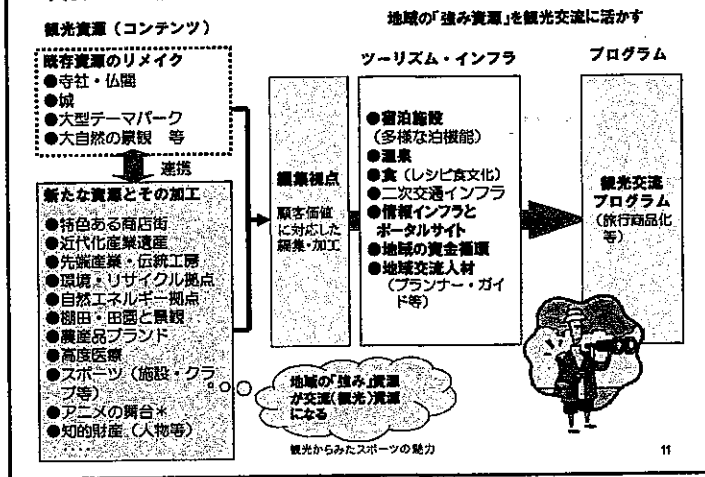 地域の「強み資源」を観光交流に活かす
観光資源(コンテンツ)
既存資源のリメイク
●寺社・仏閣
●城
●大型テーマパーク
●大自然の景観 等
連携
新たな資源とその加工
●特色ある商店街
●近代化産業遺産
●先端産業・伝統工房
●環境・リサイクル拠点
●自然エネルギー拠点
●棚田・田園と景観
●農産品ブランド
●高度医療
●スポーツ(施設・クラ
ブ等)
●アニメの舞台*
●知的財産(人物等)
‥‥
編集視点
顧客価値
に対応した
編集・加工
ツーリズム・インフラ
●宿泊施設
(多様な泊機能)
●温泉
●食(レシピ食文化)
●二次交通インフラ
●情報インフラと
ポータルサイト
●地域の資金循環
●地域交流人材
(プランナー・ガイ
ド等)
プログラム
観光交流
プログラム
(旅行商品化
等)
地域の「強み」資源
が交流(観光)資源
になる
観光からみたスポーツの魅力
11